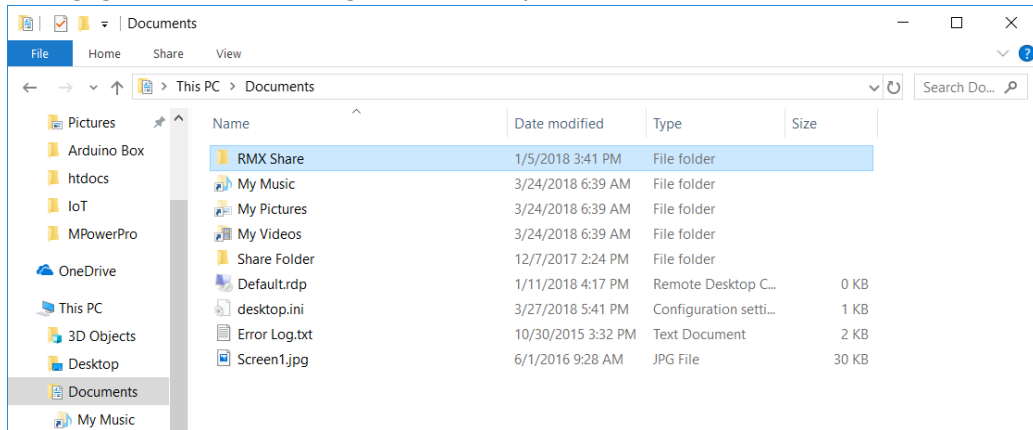 Documents
File Home Share View
This PC > Documents
Search Do...
Name Date modified Type Size
Pictures
Arduino Box
htdocs
IoT
MPowerPro
OneDrive
This PC
3D Objects
Desktop
Documents
My Music
RMX Share 1/5/2018 3:41 PM File folder
My Music 3/24/2018 6:39 AM File folder
My Pictures 3/24/2018 6:39 AM File folder
My Videos 3/24/2018 6:39 AM File folder
Share Folder 12/7/2017 2:24 PM File folder
Default.rdp 1/11/2018 4:17 PM Remote Desktop C... 0 KB
desktop.ini 3/27/2018 5:41 PM Configuration setti... 1 KB
Error Log.txt 10/30/2015 3:32 PM Text Document 2 KB
Screen1.jpg 6/1/2016 9:28 AM JPG File 30 KB